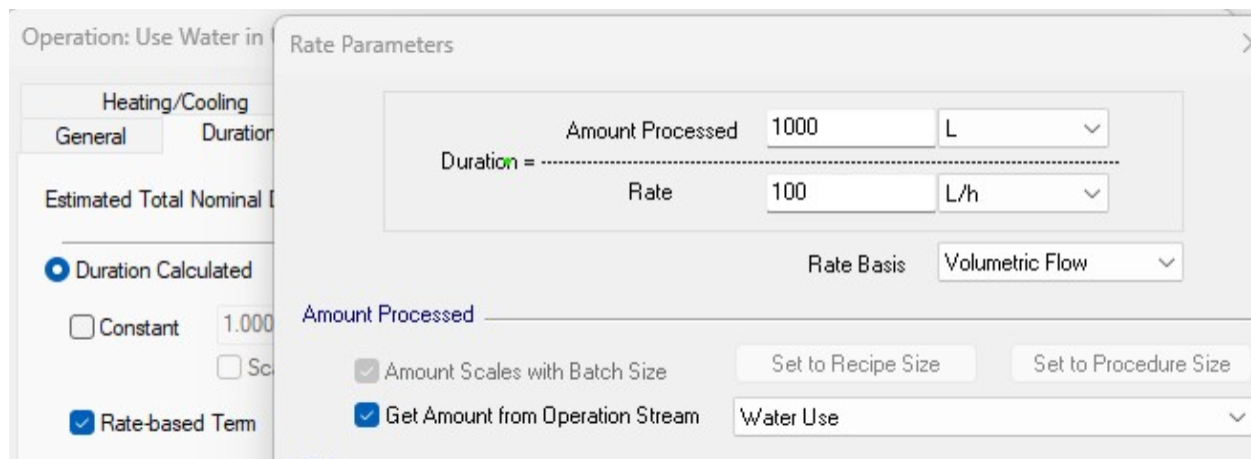 Operation: Use Water in
Rate Parameters
Heating/Cooling
General
Duration
Estimated Total Nominal
Duration Calculated
Constant
1.000
Rate-based Term
Amount Processed
1000
L
Duration =
Rate
100
L/h
Rate Basis
Volumetric Flow
Amount Processed
Amount Scales with Batch Size
Set to Recipe Size
Set to Procedure Size
Get Amount from Operation Stream
Water Use